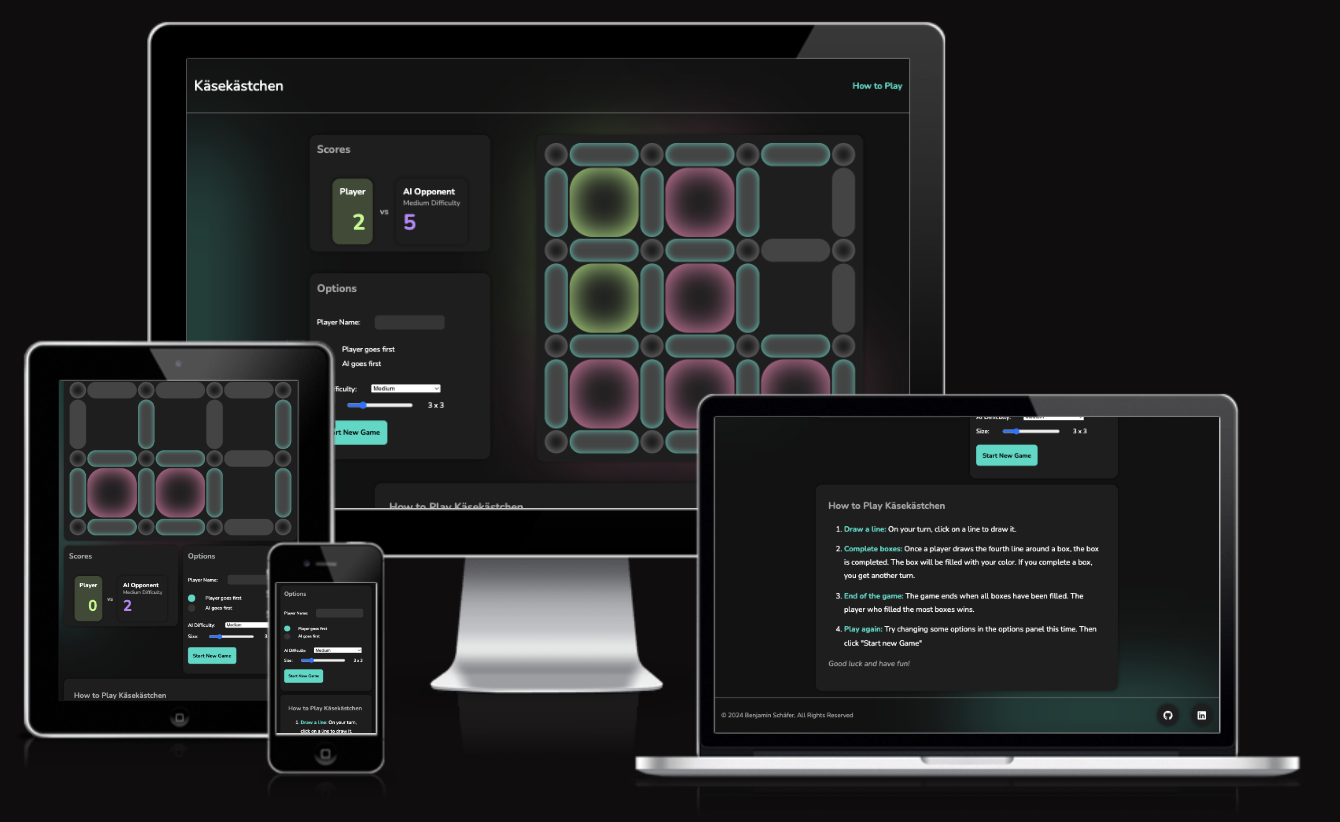 Käsekästchen
How to Play
Scores
Player
2
vs
AI Opponent
Medium Difficulty
5
Options
Player Name:
Player goes first
AI goes first
ficulty:
Medium
3 x 3
rt New Game
How to Play Käsekästchen
Scores
Player
0
vs
AI Opponent
Medium Difficulty
2
Options
Player Name:
Player goes first
AI goes first
AI Difficulty:
Medium
Size:
3
Start New Game
How to Play Käsekästchen
Options
Player Name:
Player goes first
AI goes first
AI Difficulty:
Medium
Size:
3 x 3
Start New Game
How to Play Käsekästchen
1. Draw a line: On your turn,
click on a line to draw it.
AI Difficulty:
Medium
Size:
3 x 3
Start New Game
How to Play Käsekästchen
1. Draw a line: On your turn, click on a line to draw it.
2. Complete boxes: Once a player draws the fourth line around a box, the box
is completed. The box will be filled with your color. If you complete a box,
you get another turn.
3. End of the game: The game ends when all boxes have been filled. The
player who filled the most boxes wins.
4. Play again: Try changing some options in the options panel this time. Then
click "Start new Game"
Good luck and have fun!
© 2024 Benjamin Schäfer, All Rights Reserved
in